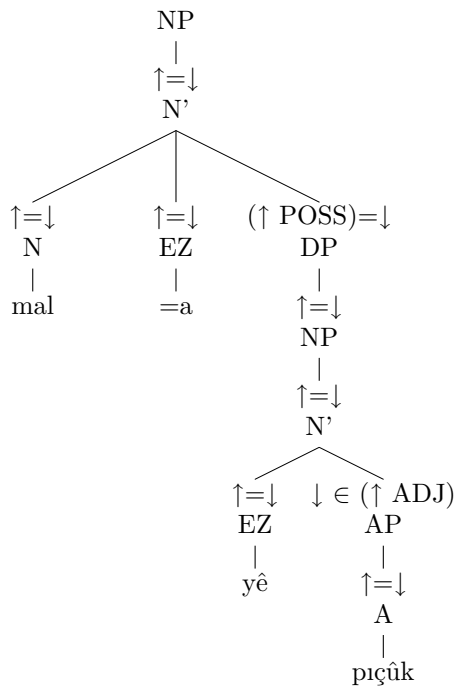 NP
↑=↓
N'
↑=↓ ↑=↓ (↑ POSS)=↓
N EZ DP
mal =a ↑=↓
NP
↑=↓
N'
↑=↓ ↓ ∈ (↑ ADJ)
EZ AP
yê ↑=↓
A
pıçûk